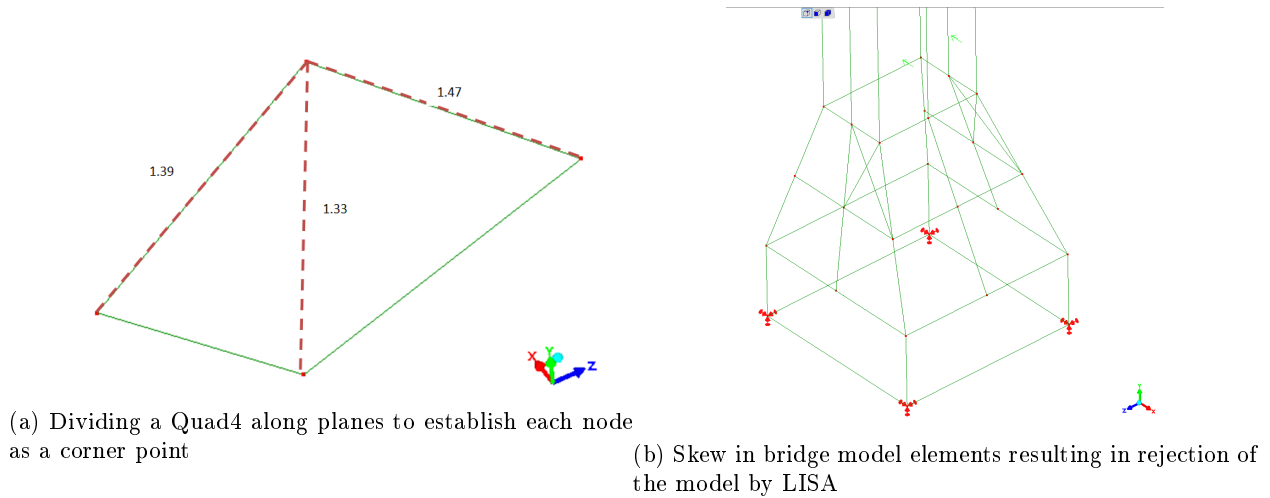 1.47
1.39
1.33
X
Y
Z
(a) Dividing a Quad4 along planes to establish each node
as a corner point
Y
Z
X
(b) Skew in bridge model elements resulting in rejection of
the model by LISA